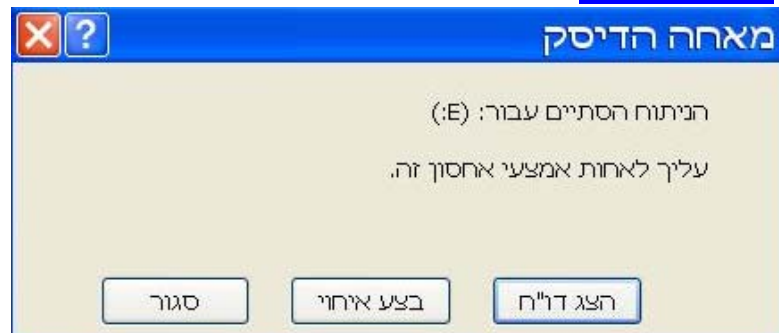 מאחה הדיסק
הניתוח הסתיים עבור: (E:)
עליך לאחות אמצעי אחסון זה.
הצג דו"ח
בצע איחוי
סגור